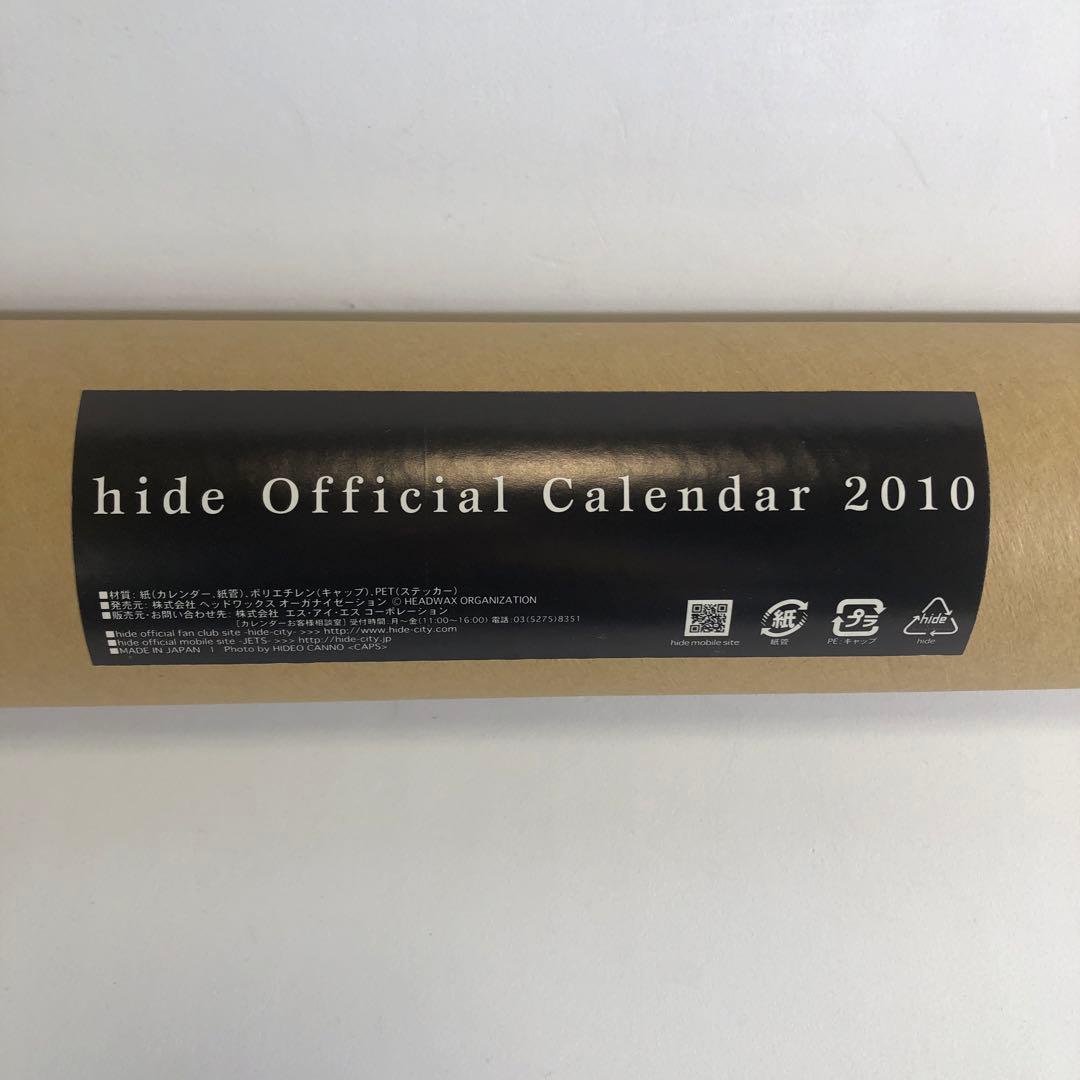 hide Official Calendar 2010
■材質: 紙(カレンダー、紙管)、ポリエチレン(キャップ)、PET(ステッカー)
■発売元: 株式会社 ヘッドワックス オーガナイゼーション ©HEADWAX ORGANIZATION
■販売元・お問い合わせ先: 株式会社 エス・アイ・エス コーポレーション
[カレンダーお客様相談室] 受付時間:月〜金(11:00〜16:00) 電話:03(5275)8351
■hide official fan club site -hide-city- >>> http://www.hide-city.com
■hide official mobile site -JETS- >>> http://hide-city.jp
■MADE IN JAPAN 1 Photo by HIDEO CANNO <CAPS>
hide mobile site
紙
紙管
プラ
PE:キャップ
hide
hide